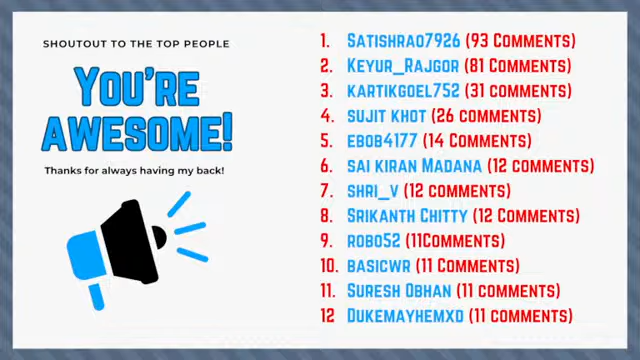 SHOUTOUT TO THE TOP PEOPLE
YOU'RE
AWESOME!
Thanks for always having my back!
1. SATISHRAO7926 (93 COMMENTS)
2. KEYUR_RAJGOR (81 COMMENTS)
3. KARTIKGOEL752 (31 COMMENTS)
4. SUJIT KHOT (26 COMMENTS)
5. EBOB4177 (14 COMMENTS)
6. SAI KIRAN MADANA (12 COMMENTS)
7. SHRI_V (12 COMMENTS)
8. SRIKANTH CHITTY (12 COMMENTS)
9. ROBO52 (11COMMENTS)
10. BASICWR (11 COMMENTS)
11. SURESH OBHAN (11 COMMENTS)
12 DUKEMAYHEMXD (11 COMMENTS)